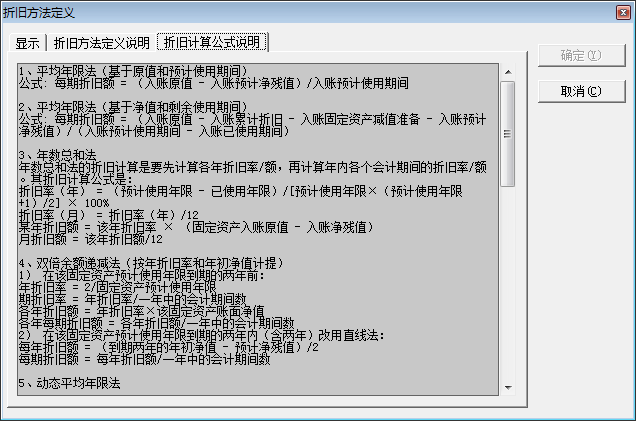 折旧方法定义
显示
折旧方法定义说明
折旧计算公式说明
确定(Y)
取消(C)
1、平均年限法（基于原值和预计使用期间）
公式: 每期折旧额 = （入账原值 - 入账预计净残值）/入账预计使用期间
2、平均年限法（基于净值和剩余使用期间）
公式: 每期折旧额 = （入账原值 - 入账累计折旧 - 入账固定资产减值准备 - 入账预计
净残值）/（入账预计使用期间 - 入账已使用期间）
3、年数总和法
年数总和法的折旧计算是要先计算各年折旧率/额，再计算年内各个会计期间的折旧率/额
。其折旧计算公式是:
折旧率（年） = （预计使用年限 - 已使用年限）/[预计使用年限×（预计使用年限
+1）/2] × 100%
折旧率（月） = 折旧率（年）/12
某年折旧额 = 该年折旧率 × （固定资产入账原值 - 入账净残值）
月折旧额 = 该年折旧额/12
4、双倍余额递减法（按年折旧率和年初净值计提）
1） 在该固定资产预计使用年限到期的两年前:
年折旧率 = 2/固定资产预计使用年限
期折旧率 = 年折旧率/一年中的会计期间数
各年折旧额 = 年折旧率×该固定资产账面净值
各年每期折旧额 = 各年折旧额/一年中的会计期间数
2） 在该固定资产预计使用年限到期的两年内（含两年）改用直线法:
每年折旧额 = （到期两年的年初净值 - 预计净残值）/2
每期折旧额 = 每年折旧额/一年中的会计期间数
5、动态平均年限法